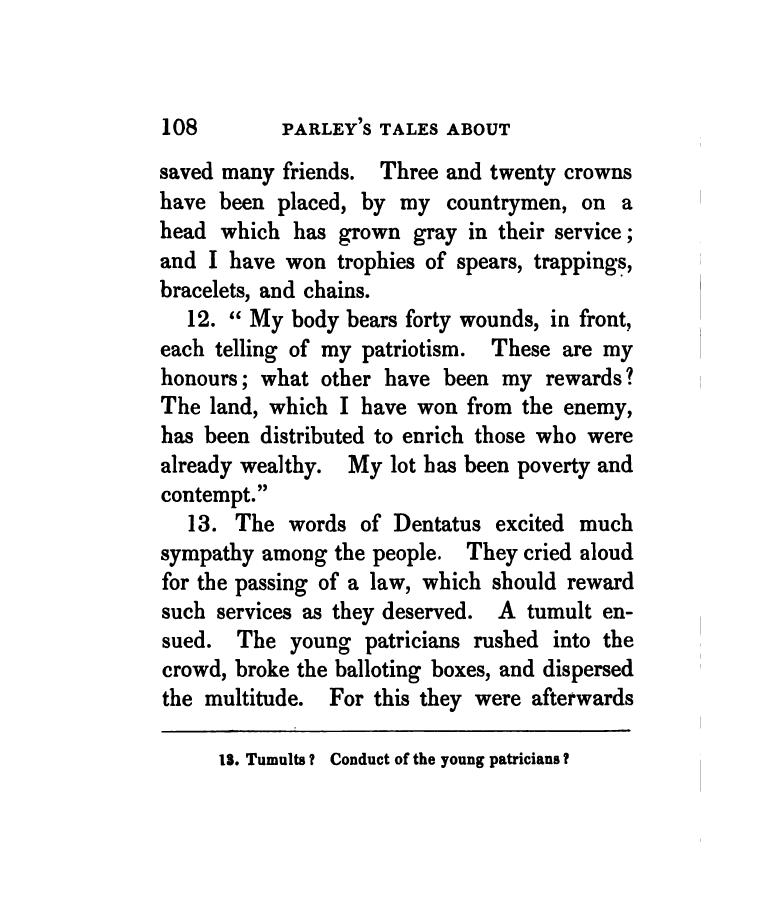 108 PARLEY'S TALES ABOUT
saved many friends. Three and twenty crowns
have been placed, by my countrymen, on a
head which has grown gray in their service;
and I have won trophies of spears, trappings,
bracelets, and chains.
12. “ My body bears forty wounds, in front,
each telling of my patriotism. These are my
honours; what other have been my rewards?
The land, which I have won from the enemy,
has been distributed to enrich those who were
already wealthy. My lot has been poverty and
contempt.”
13. The words of Dentatus excited much
sympathy among the people. They cried aloud
for the passing of a law, which should reward
such services as they deserved. A tumult en-
sued. The young patricians rushed into the
crowd, broke the balloting boxes, and dispersed
the multitude. For this they were afterwards
13. Tumults? Conduct of the young patricians?